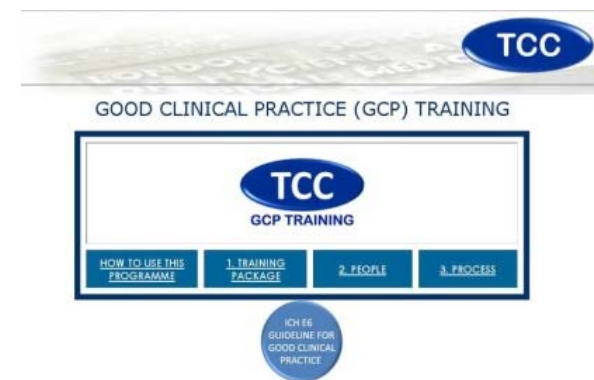 TCC
GOOD CLINICAL PRACTICE (GCP) TRAINING
TCC
GCP TRAINING
HOW TO USE THIS
PROGRAMME
1. TRAINING
PACKAGE
2. PEOPLE
3. PROCESS
ICH E6
GUIDELINE FOR
GOOD CLINICAL
PRACTICE